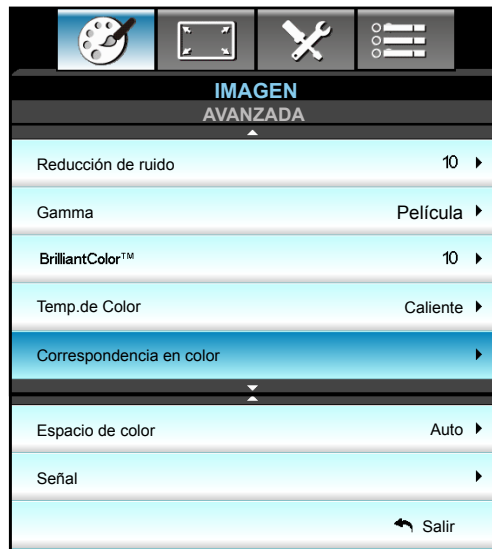 IMAGEN
AVANZADA
Reducción de ruido 10
Gamma Película
BrilliantColor™ 10
Temp.de Color Caliente
Correspondencia en color
Espacio de color Auto
Señal
Salir